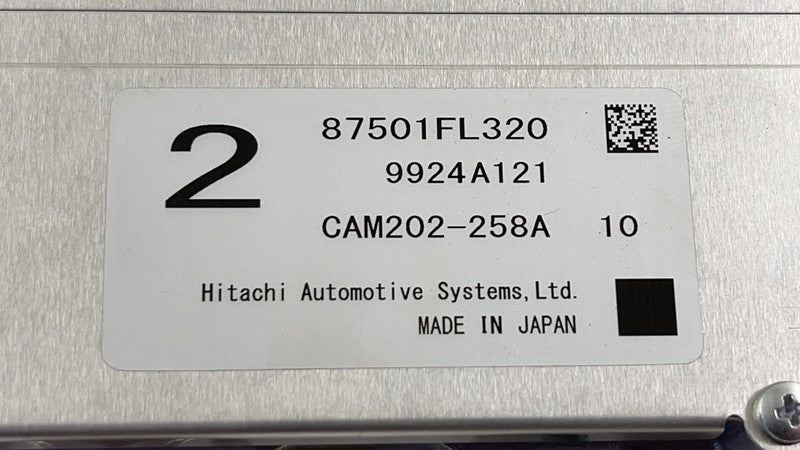 2
87501FL320
9924A121
CAM202-258A 10
Hitachi Automotive Systems,Ltd.
MADE IN JAPAN